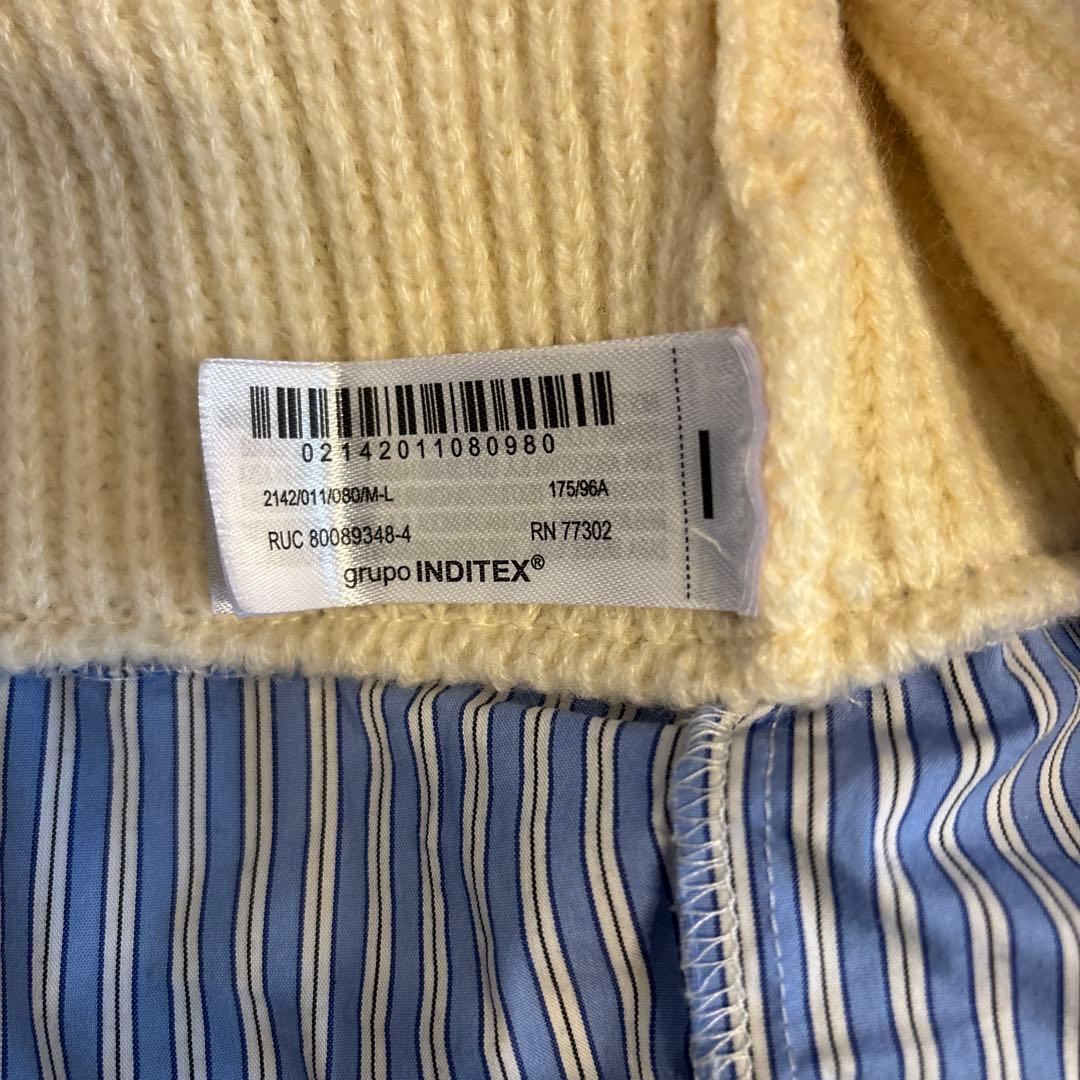 02142011080980
2142/011/080/M-L 175/96A
RUC 80089348-4 RN 77302
grupo INDITEX®